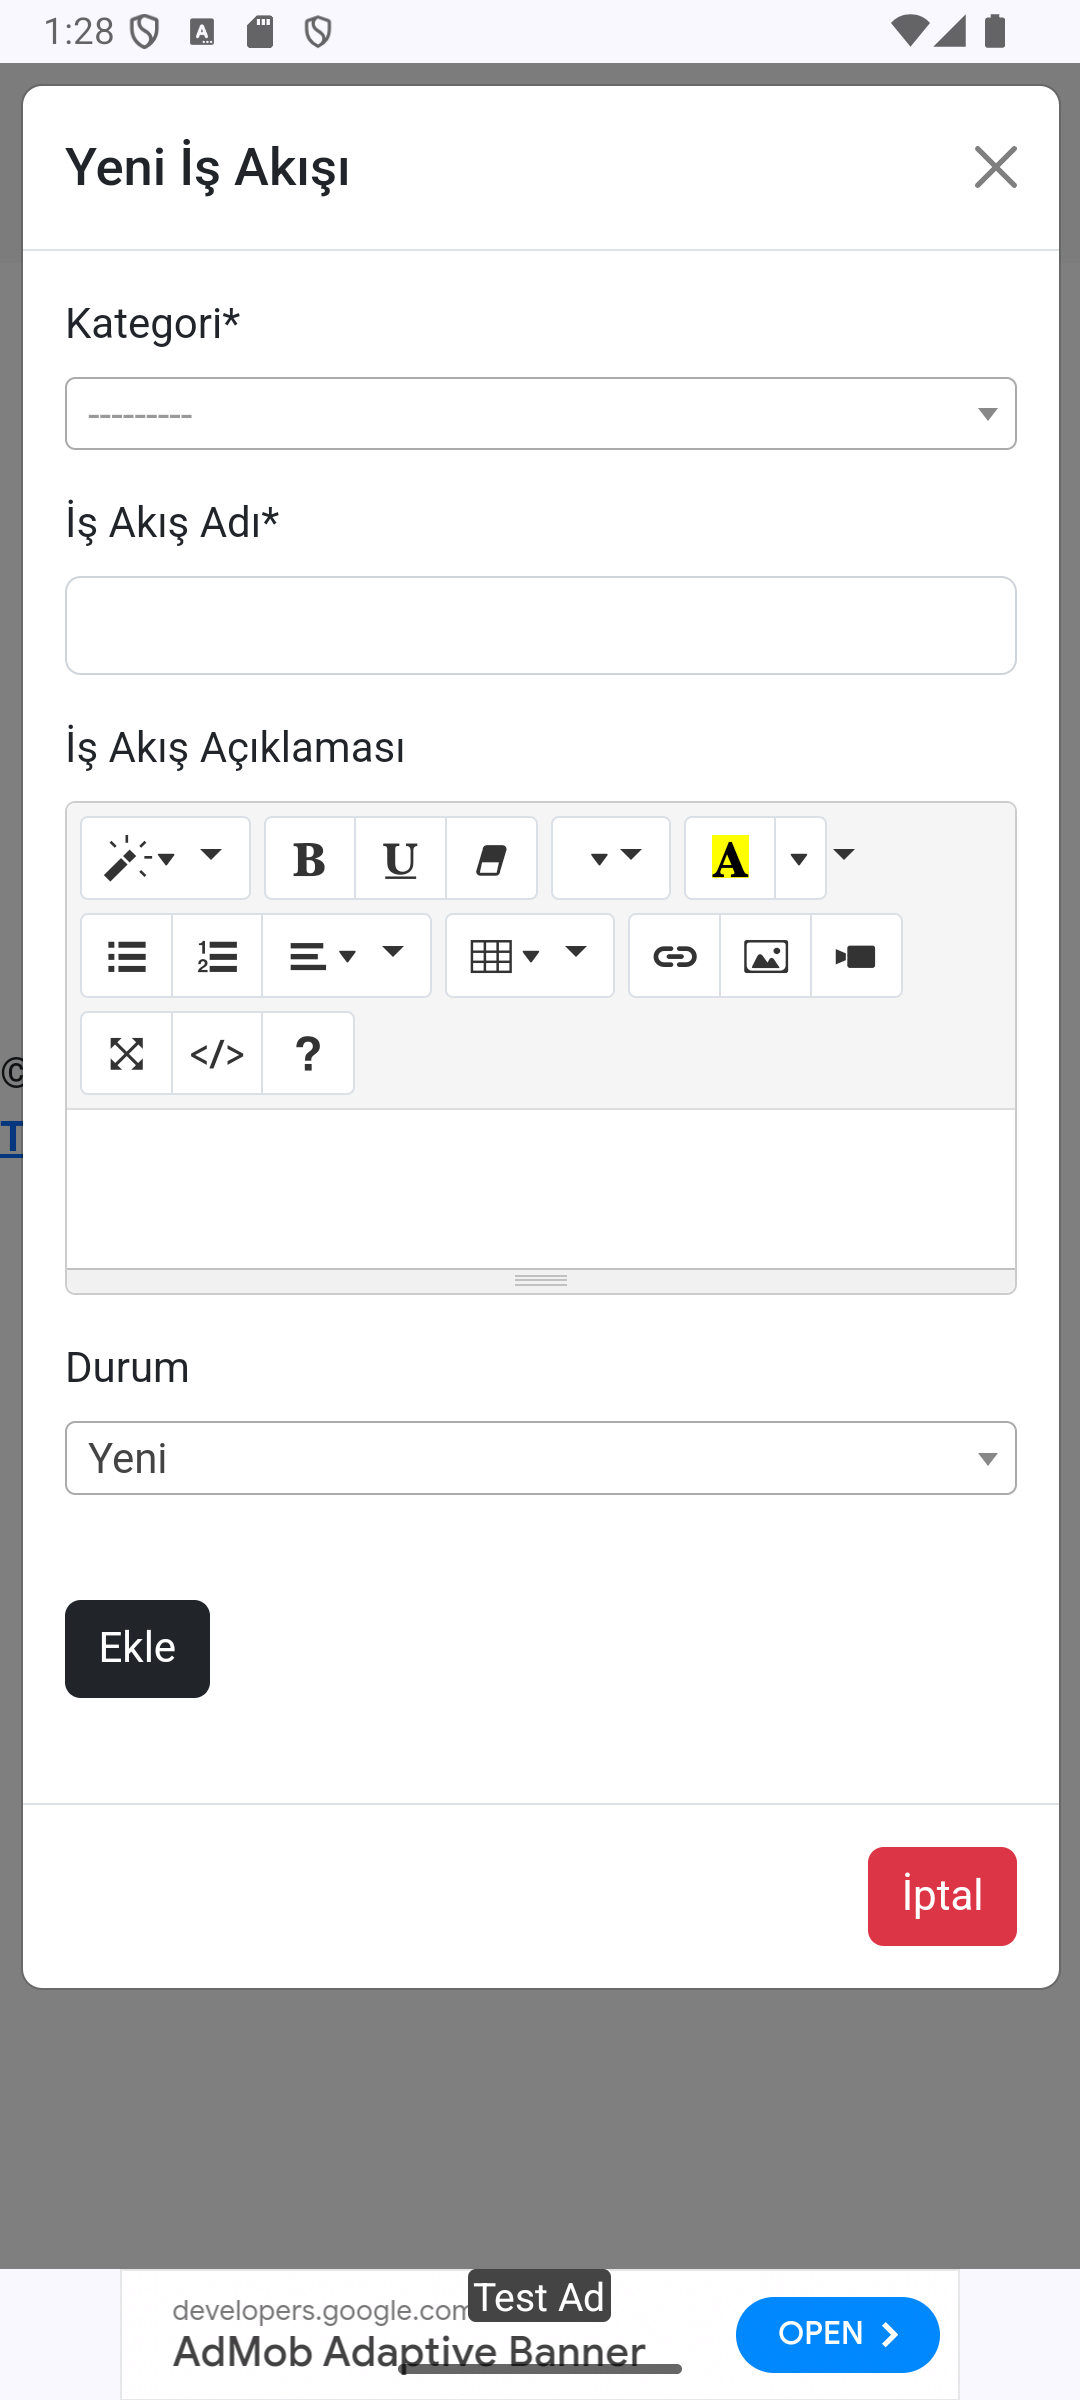 1:28
Yeni İş Akışı
Kategori*
---------
İş Akış Adı*
İş Akış Açıklaması
B U A
</> ?
©
T
Durum
Yeni
Ekle
İptal
Test Ad
developers.google.com
AdMob Adaptive Banner
OPEN